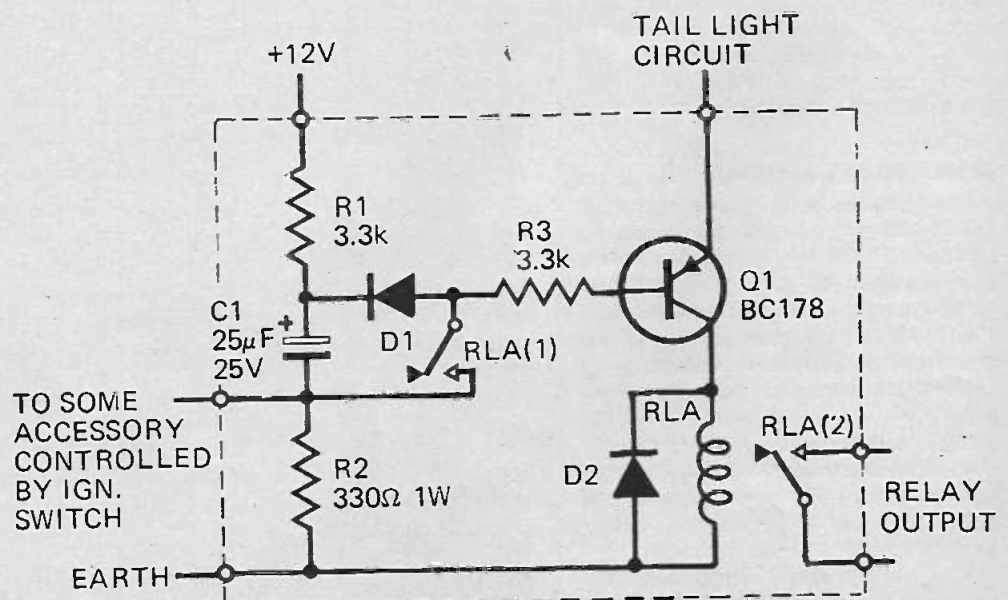 +12V
TAIL LIGHT
CIRCUIT
R1
3.3k
R3
3.3k
Q1
BC178
C1
25µF
25V
+
D1
RLA(1)
TO SOME
ACCESSORY
CONTROLLED
BY IGN.
SWITCH
R2
330Ω 1W
RLA
D2
RLA(2)
RELAY
OUTPUT
EARTH